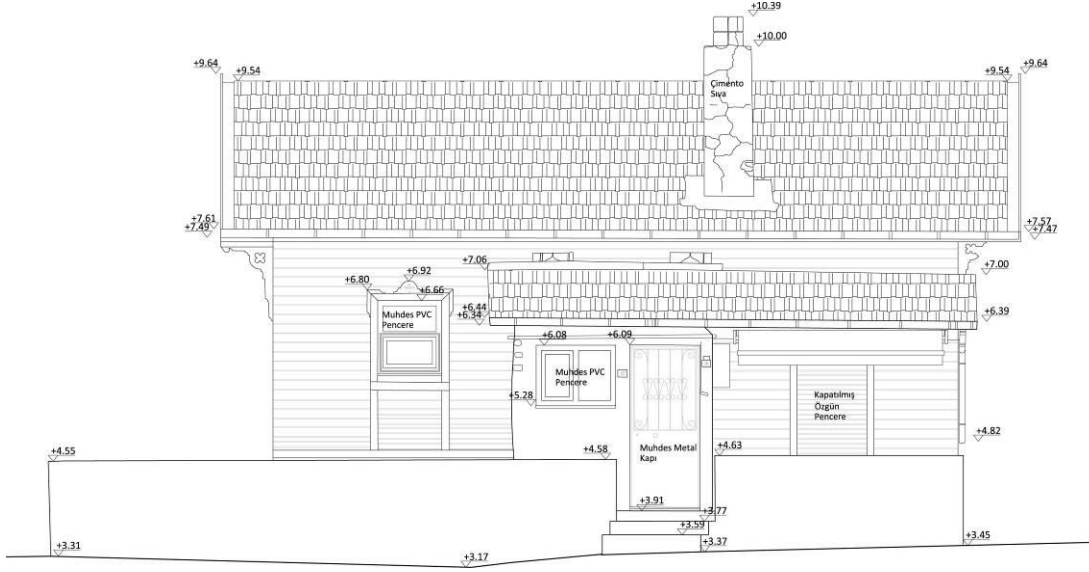 +10.39
+10.00
+9.64
+9.54
+9.54
+9.64
Çimento
Sıva
+7.61
+7.49
+7.57
+7.47
+7.06
+7.00
+6.92
+6.80
+6.66
+6.44
+6.34
+6.39
Muhdes PVC
Pencere
+6.08
+6.09
Muhdes PVC
Pencere
+5.28
Kapatılmış
Özgün
Pencere
+4.82
+4.55
+4.58
+4.63
Muhdes Metal
Kapı
+3.91
+3.77
+3.59
+3.37
+3.45
+3.31
+3.17